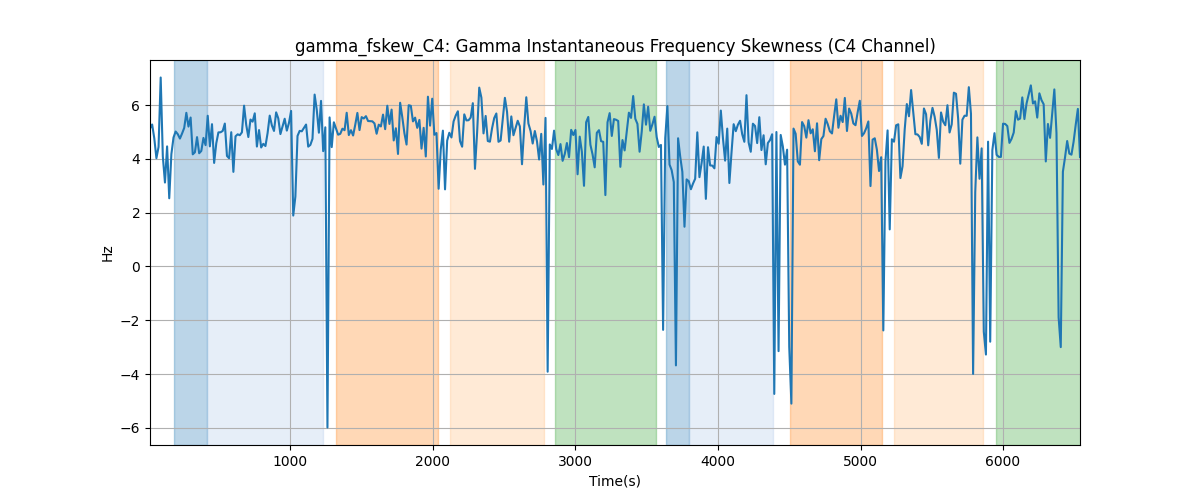 gamma_fskew_C4: Gamma Instantaneous Frequency Skewness (C4 Channel)
6
4
2
0
−2
−4
−6
Hz
1000 2000 3000 4000 5000 6000
Time(s)